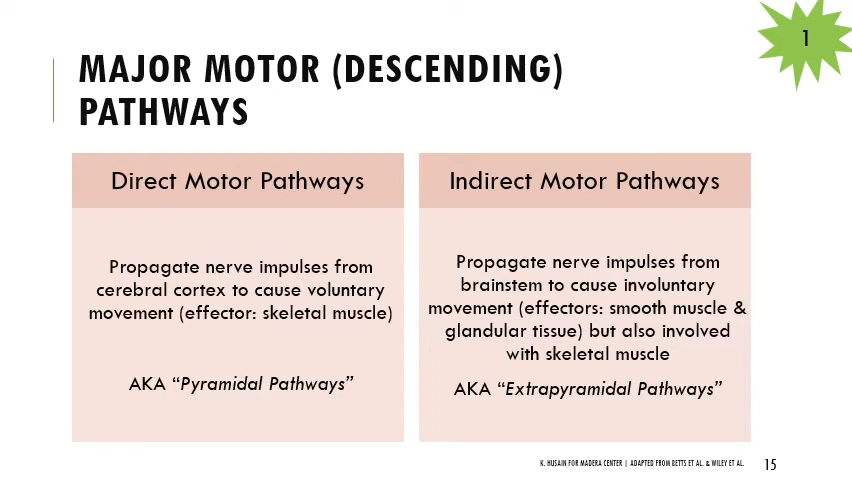 1
MAJOR MOTOR (DESCENDING)
PATHWAYS
Direct Motor Pathways
Propagate nerve impulses from
cerebral cortex to cause voluntary
movement (effector: skeletal muscle)
AKA “Pyramidal Pathways”
Indirect Motor Pathways
Propagate nerve impulses from
brainstem to cause involuntary
movement (effectors: smooth muscle &
glandular tissue) but also involved
with skeletal muscle
AKA “Extrapyramidal Pathways”
K. HUSAIN FOR MADERA CENTER | ADAPTED FROM BETTS ET AL. & WILEY ET AL.
15